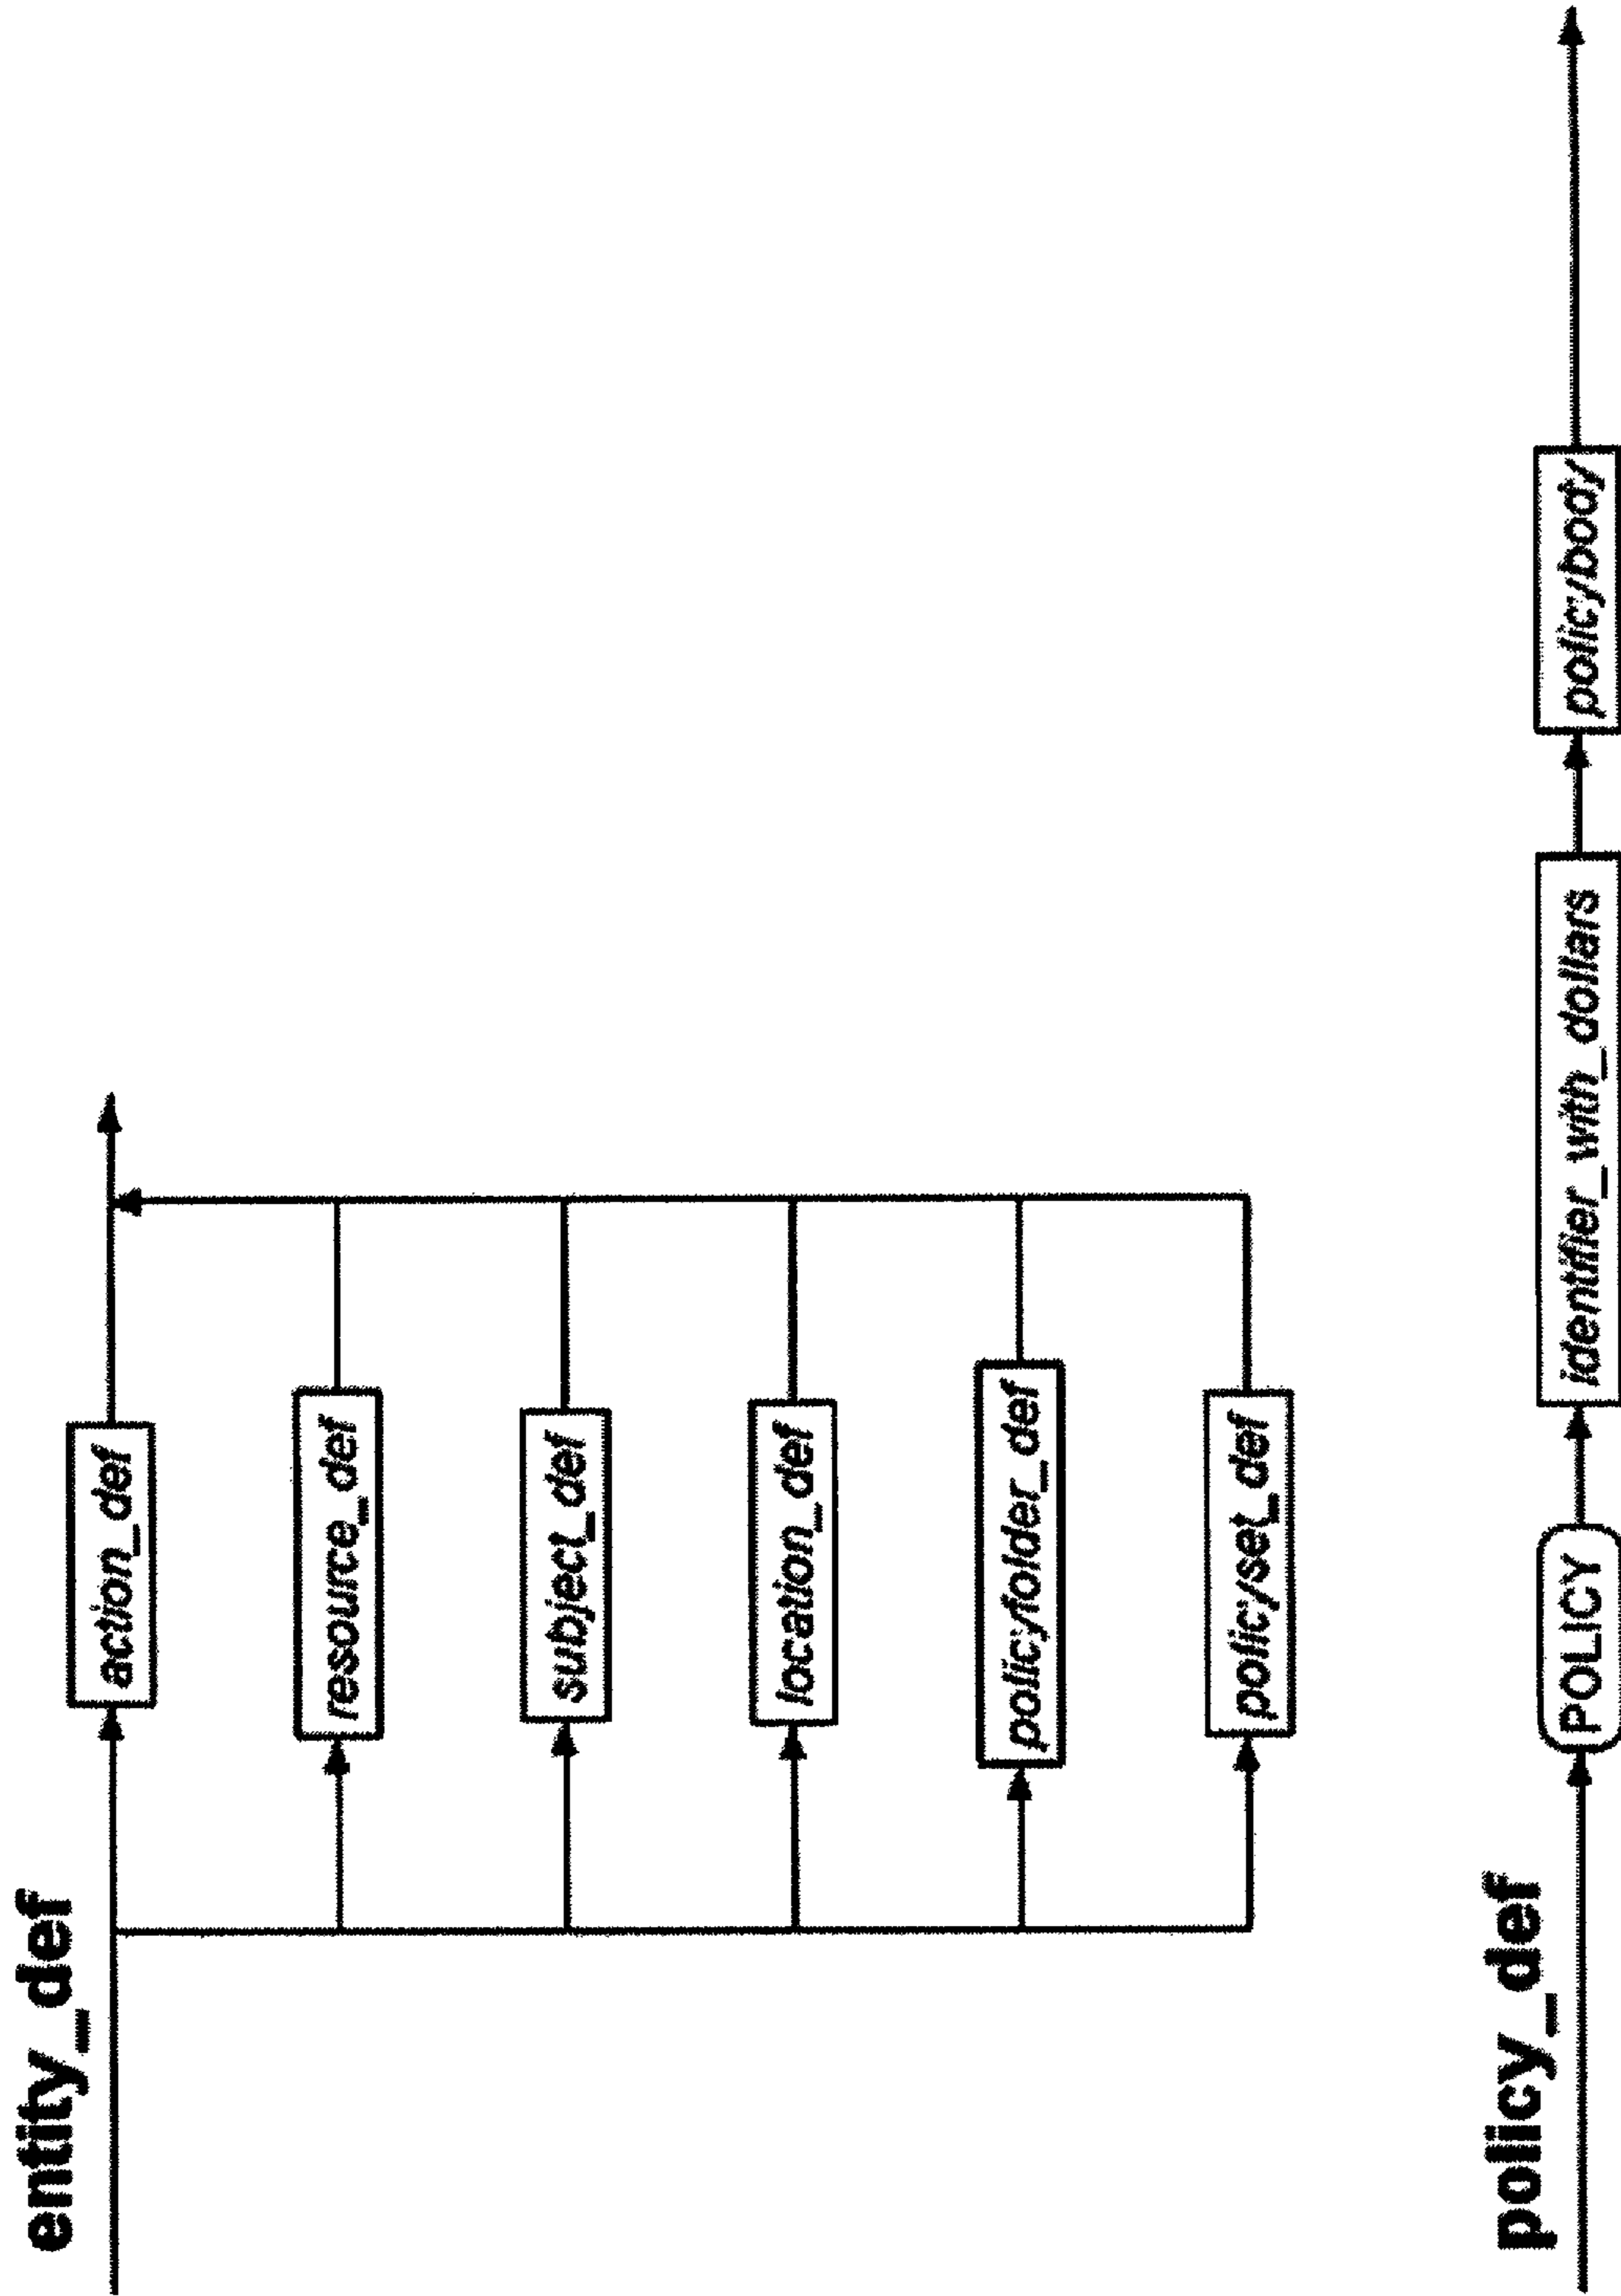 entity_def
action_def
resource_def
subject_def
location_def
policyfolder_def
policyset_def
policy_def
POLICY
identifier_with_dollars
policybody